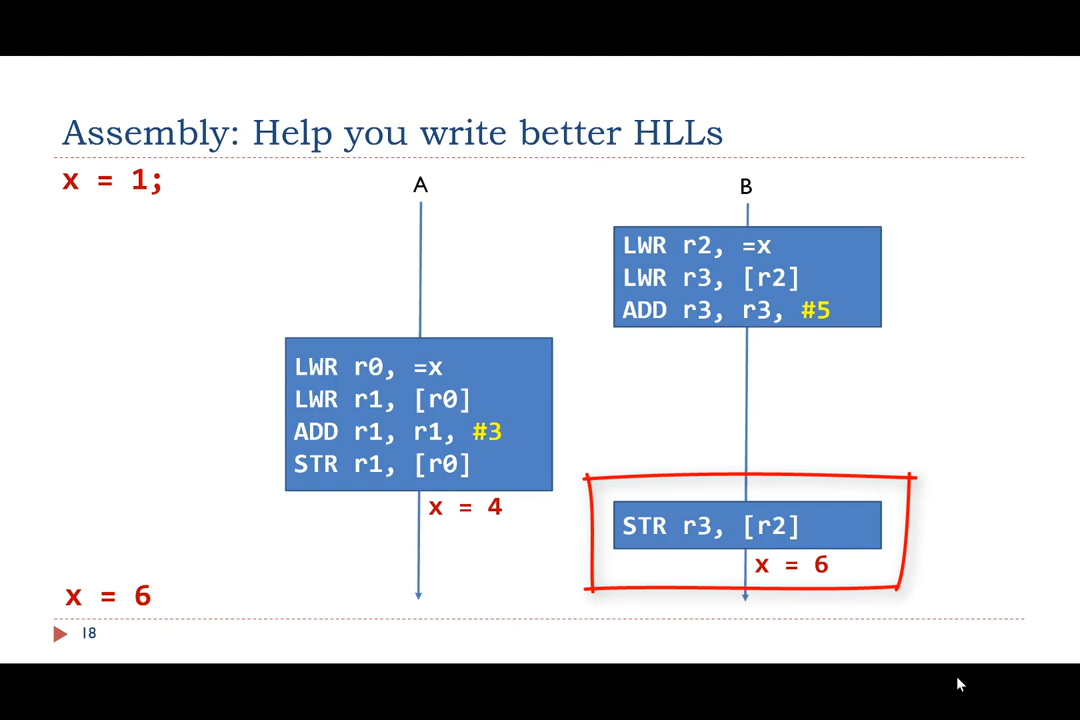 Assembly: Help you write better HLLs
x = 1;
A
B
LWR r2, =x
LWR r3, [r2]
ADD r3, r3, #5
LWR r0, =x
LWR r1, [r0]
ADD r1, r1, #3
STR r1, [r0]
x = 4
STR r3, [r2]
x = 6
x = 6
18